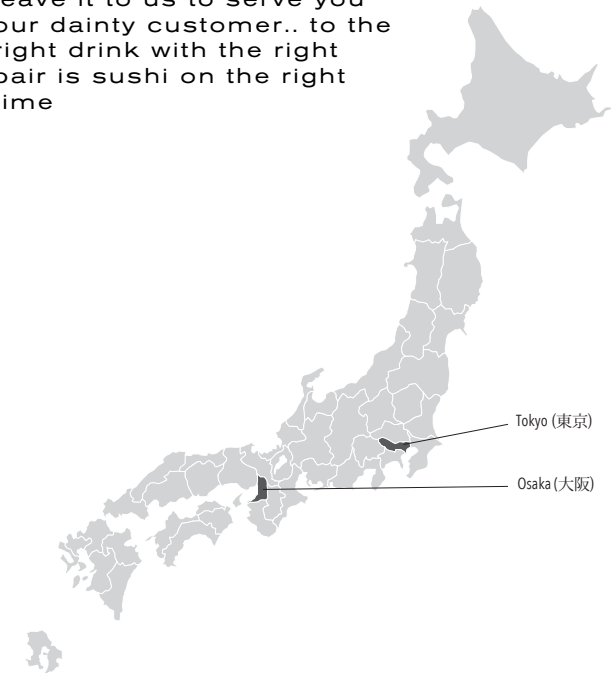 leave it to us to serve you
our dainty customer.. to the
right drink with the right
pair is sushi on the right
time
Tokyo (東京)
Osaka (大阪)